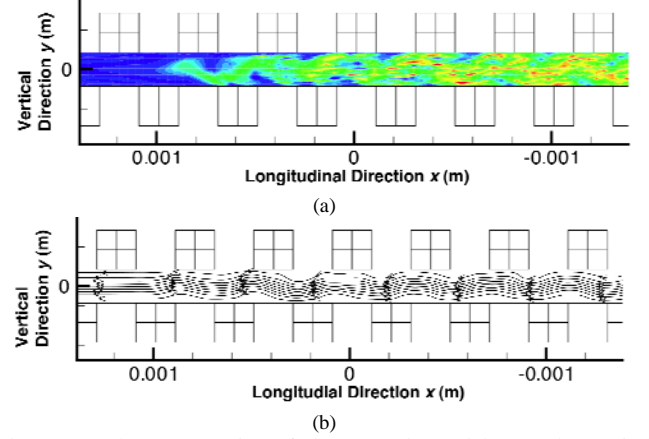 Vertical
Direction y (m)
0
0.001
0
-0.001
Longitudinal Direction x (m)
(a)
Vertical
Direction y (m)
0
0.001
0
-0.001
Longitudial Direction x (m)
(b)